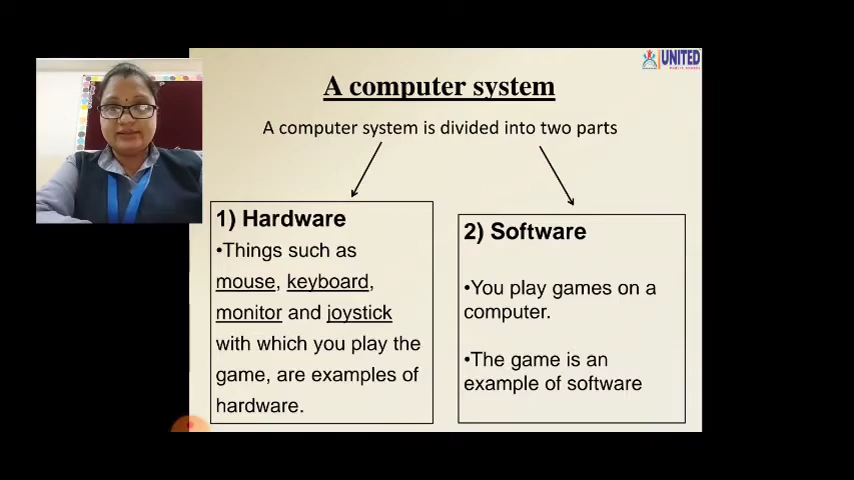 UNITED
PUBLIC SCHOOL
A computer system
A computer system is divided into two parts
1) Hardware
•Things such as
mouse, keyboard,
monitor and joystick
with which you play the
game, are examples of
hardware.
2) Software
•You play games on a
computer.
•The game is an
example of software